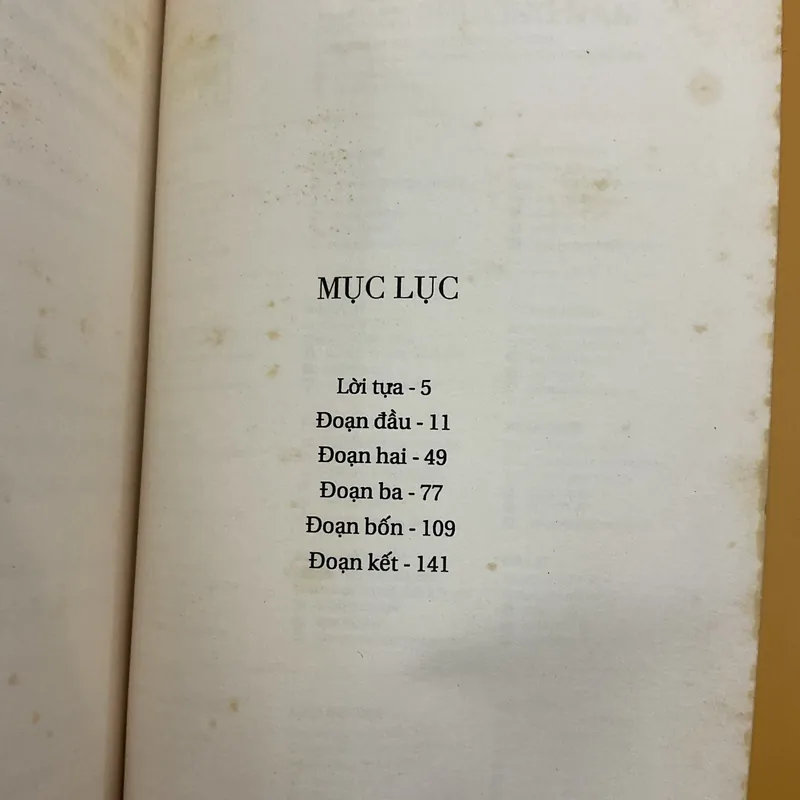 MỤC LỤC
Lời tựa - 5
Đoạn đầu - 11
Đoạn hai - 49
Đoạn ba - 77
Đoạn bốn - 109
Đoạn kết - 141